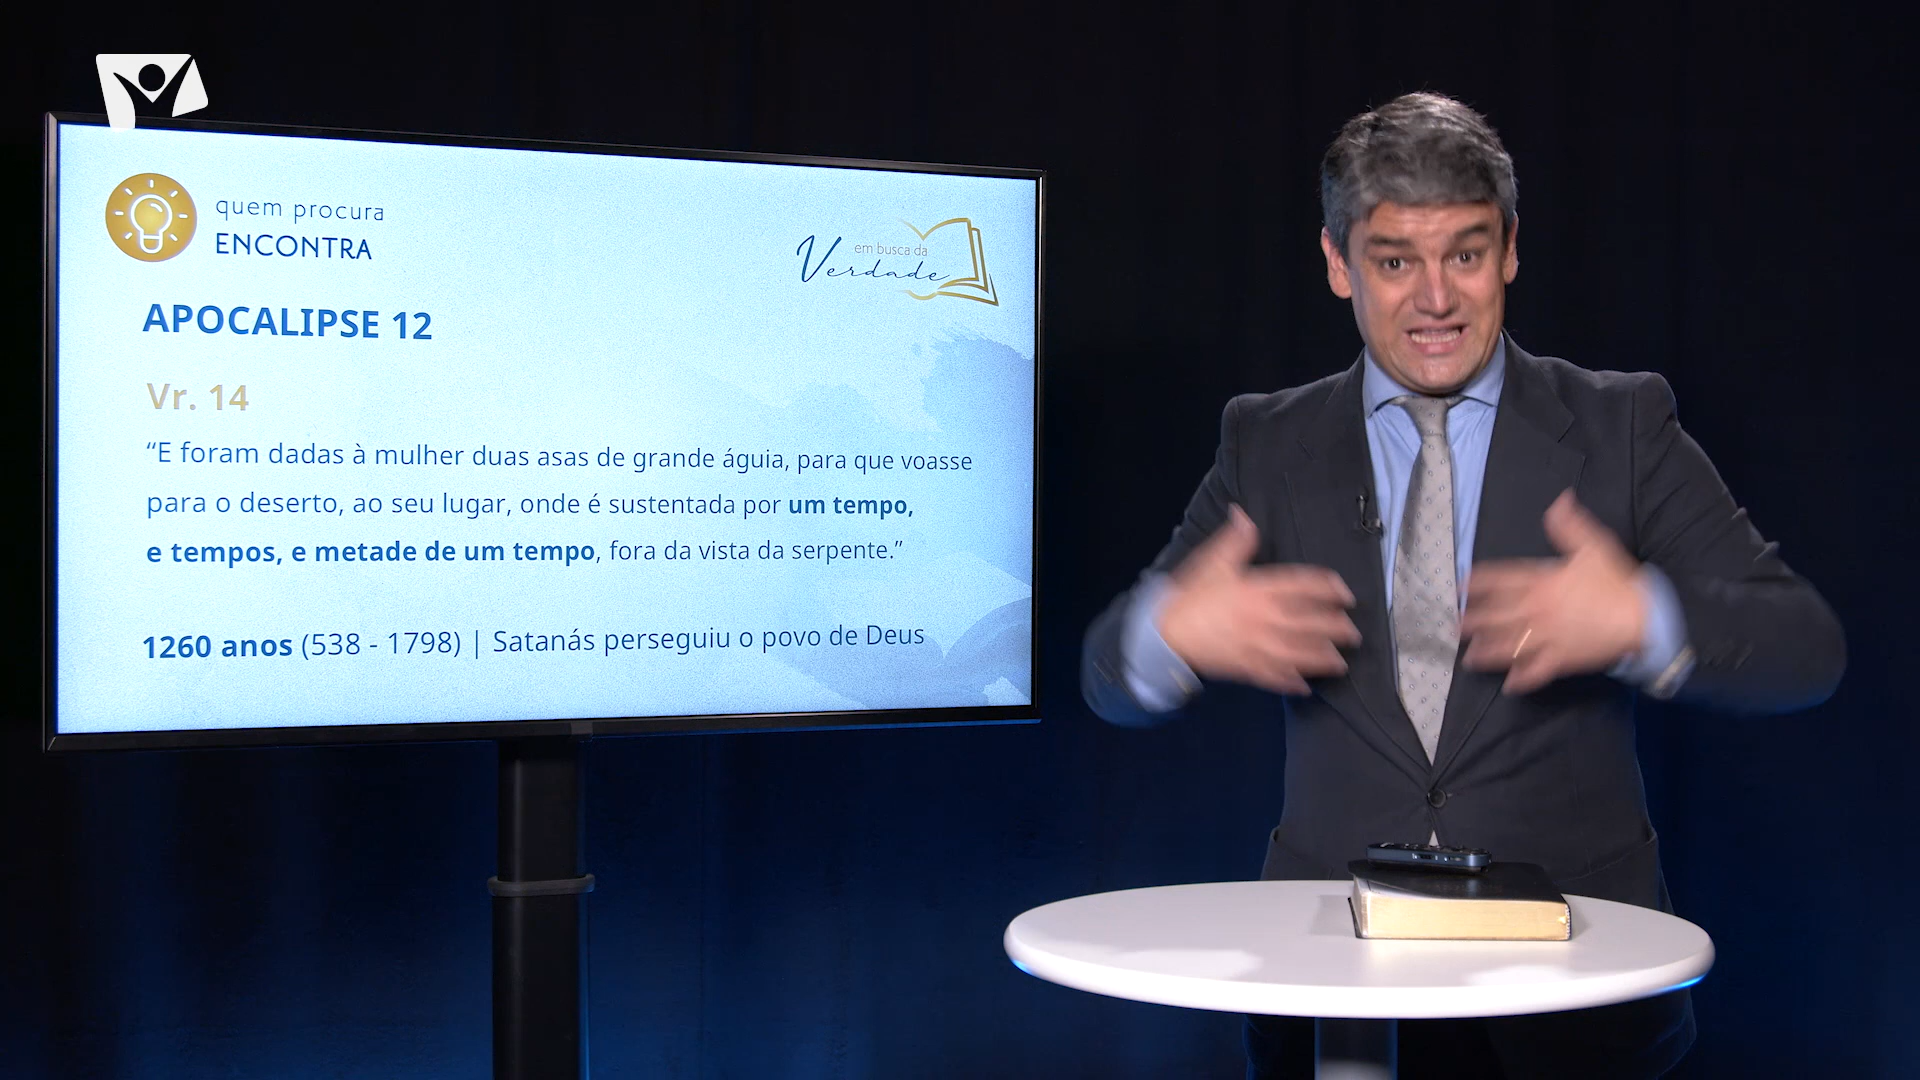 quem procura
ENCONTRA
em busca da
Verdade
APOCALIPSE 12
Vr. 14
“E foram dadas à mulher duas asas de grande águia, para que voasse
para o deserto, ao seu lugar, onde é sustentada por um tempo,
e tempos, e metade de um tempo, fora da vista da serpente.”
1260 anos (538 - 1798) | Satanás perseguiu o povo de Deus